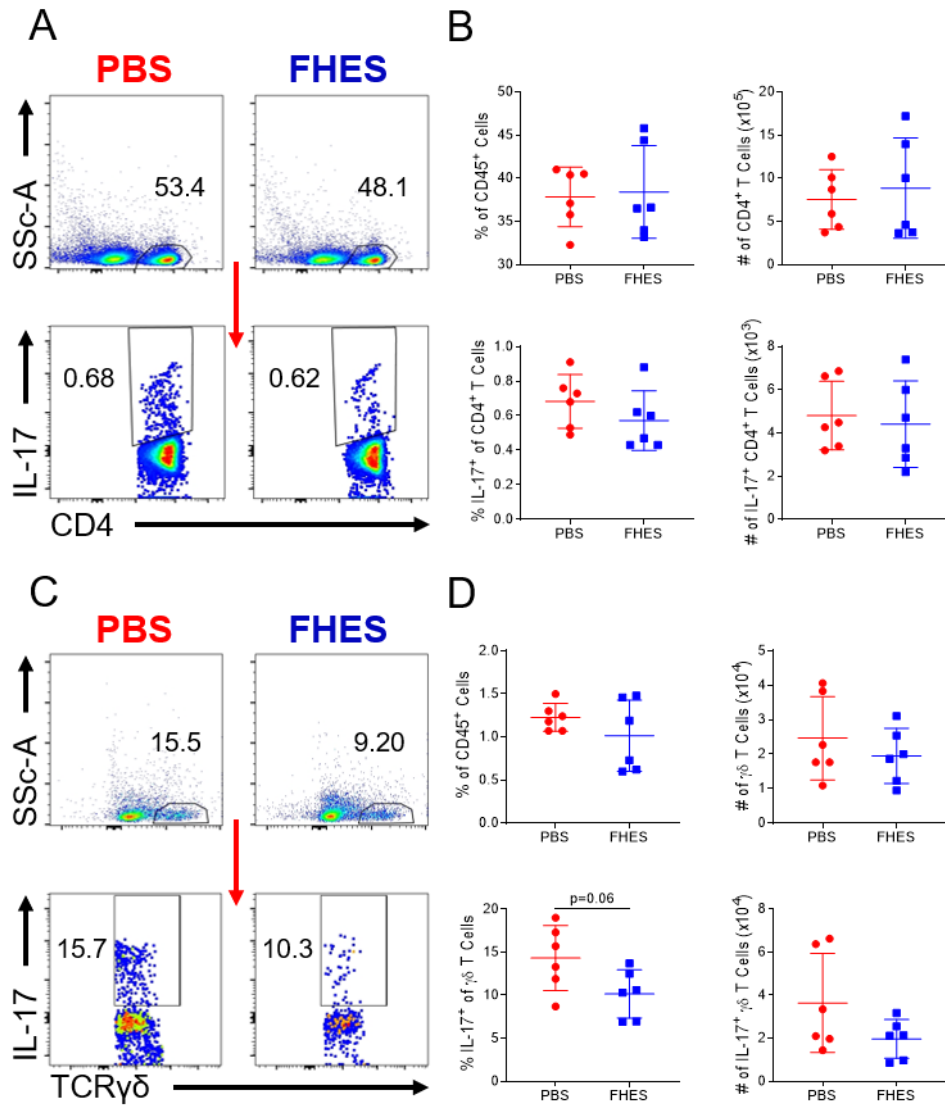 A
PBS
FHES
SSc-A
53.4
48.1
IL-17
0.68
0.62
CD4
B
% of CD45⁺ Cells
50
45
40
35
30
PBS
FHES
# of CD4⁺ T Cells (x10⁵)
20
15
10
5
0
PBS
FHES
% IL-17⁺ of CD4⁺ T Cells
1.0
0.8
0.6
0.4
0.2
0.0
PBS
FHES
# of IL-17⁺ CD4⁺ T Cells (x10³)
8
6
4
2
0
PBS
FHES
C
PBS
FHES
SSc-A
15.5
9.20
IL-17
15.7
10.3
TCRγδ
D
% of CD45⁺ Cells
2.0
1.5
1.0
0.5
0.0
PBS
FHES
# of γδ T Cells (x10⁴)
5
4
3
2
1
0
PBS
FHES
% IL-17⁺ of γδ T Cells
20
15
10
5
0
p=0.06
PBS
FHES
# of IL-17⁺ γδ T Cells (x10⁴)
8
6
4
2
0
PBS
FHES